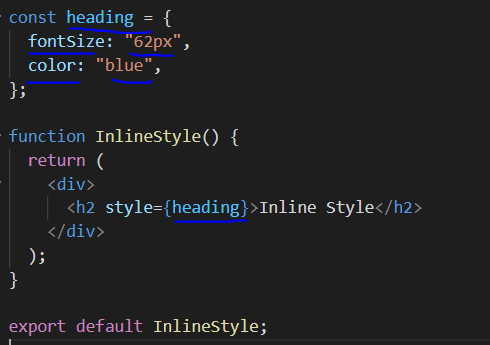 const heading = {
  fontSize: "62px",
  color: "blue",
};

function InlineStyle() {
  return (
    <div>
      <h2 style={heading}>Inline Style</h2>
    </div>
  );
}

export default InlineStyle;